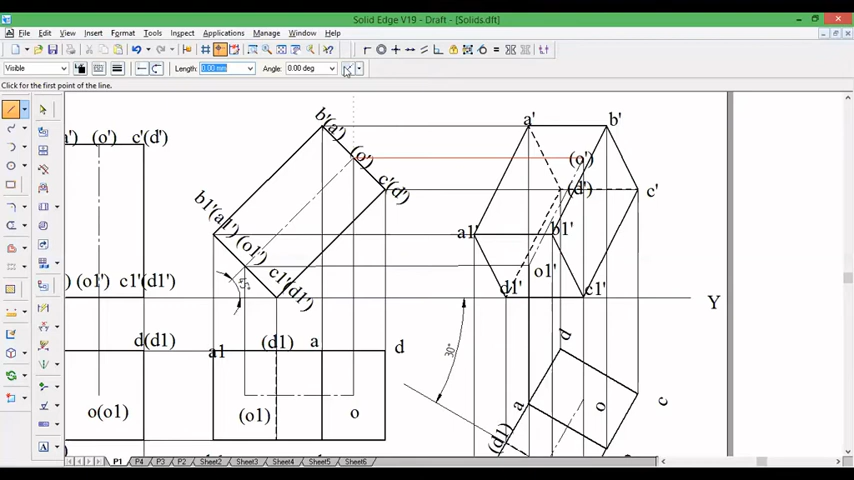 Solid Edge V19 - Draft - [Solids.dft]
File Edit View Insert Format Tools Inspect Applications Manage Window Help
Visible Length: 0.00 mm Angle: 0.00 deg
Click for the first point of the line.
a') (o') c'(d')
b'(a')
(o')
c'(d')
a' b'
(o')
(d') c'
b1'(a1')
(o1')
c1'(d1')
45°
a1' b1'
o1'
d1' c1'
) (o1') c1'(d1')
Y
d(d1)
a1 (d1) a d
30°
d
o(o1) (o1) o
a o c
(d1)
P1 P4 P3 P2 Sheet2 Sheet3 Sheet4 Sheet5 Sheet6